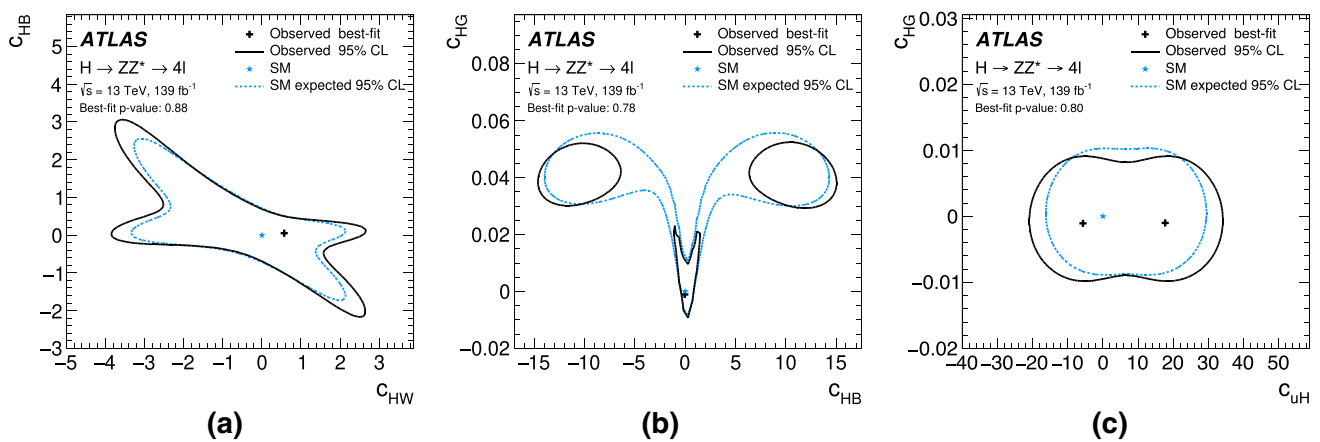 c_HB
5
4
3
2
1
0
−1
−2
−3
ATLAS
H → ZZ* → 4l
√s = 13 TeV, 139 fb⁻¹
Best-fit p-value: 0.88
Observed best-fit
Observed 95% CL
SM
SM expected 95% CL
−5 −4 −3 −2 −1 0 1 2 3
c_HW
(a)
c_HG
0.08
0.06
0.04
0.02
0
−0.02
ATLAS
H → ZZ* → 4l
√s = 13 TeV, 139 fb⁻¹
Best-fit p-value: 0.78
Observed best-fit
Observed 95% CL
SM
SM expected 95% CL
−15 −10 −5 0 5 10 15
c_HB
(b)
c_HG
0.03
0.02
0.01
0
−0.01
−0.02
ATLAS
H → ZZ* → 4l
√s = 13 TeV, 139 fb⁻¹
Best-fit p-value: 0.80
Observed best-fit
Observed 95% CL
SM
SM expected 95% CL
−40 −30 −20 −10 0 10 20 30 40 50
c_uH
(c)